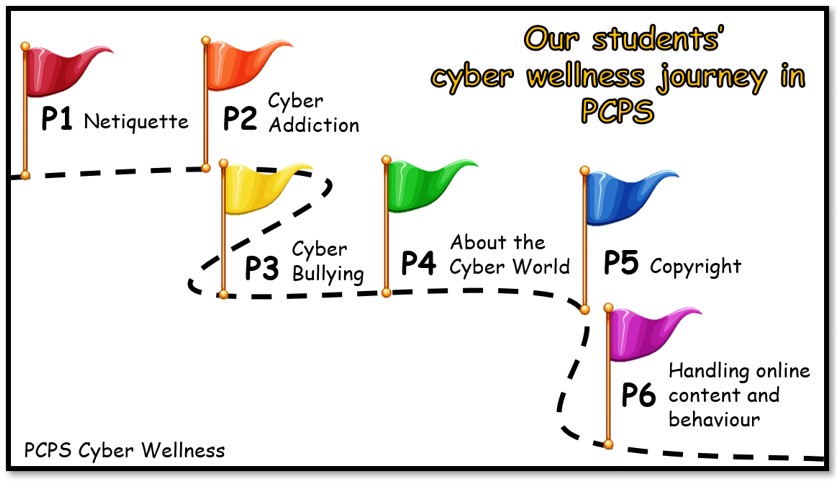 Our students'
cyber wellness journey in
PCPS
P1 Netiquette
P2 Cyber
Addiction
P3 Cyber
Bullying
P4 About the
Cyber World
P5 Copyright
P6 Handling online
content and
behaviour
PCPS Cyber Wellness